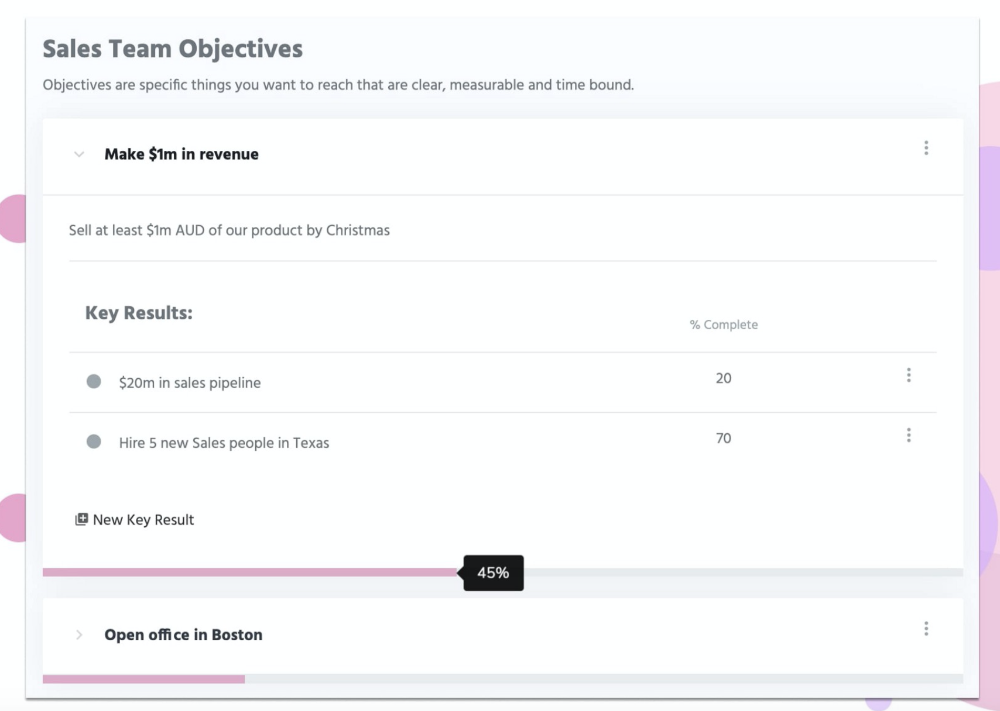 Sales Team Objectives
Objectives are specific things you want to reach that are clear, measurable and time bound.
Make $1m in revenue
Sell at least $1m AUD of our product by Christmas
Key Results:
% Complete
$20m in sales pipeline 20
Hire 5 new Sales people in Texas 70
New Key Result
45%
Open office in Boston